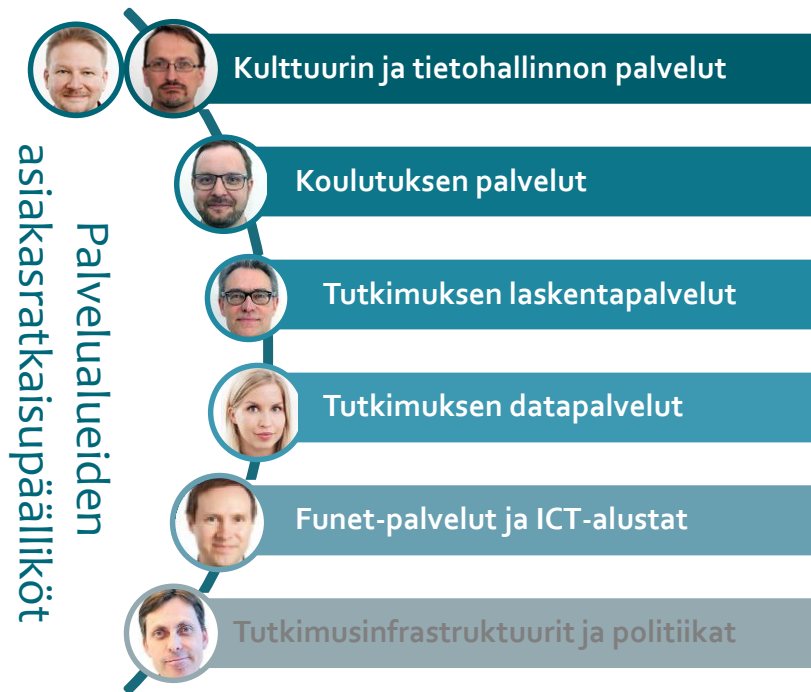 Palvelualueiden
asiakasratkaisupäälliköt
Kulttuurin ja tietohallinnon palvelut
Koulutuksen palvelut
Tutkimuksen laskentapalvelut
Tutkimuksen datapalvelut
Funet-palvelut ja ICT-alustat
Tutkimusinfrastruktuurit ja politiikat